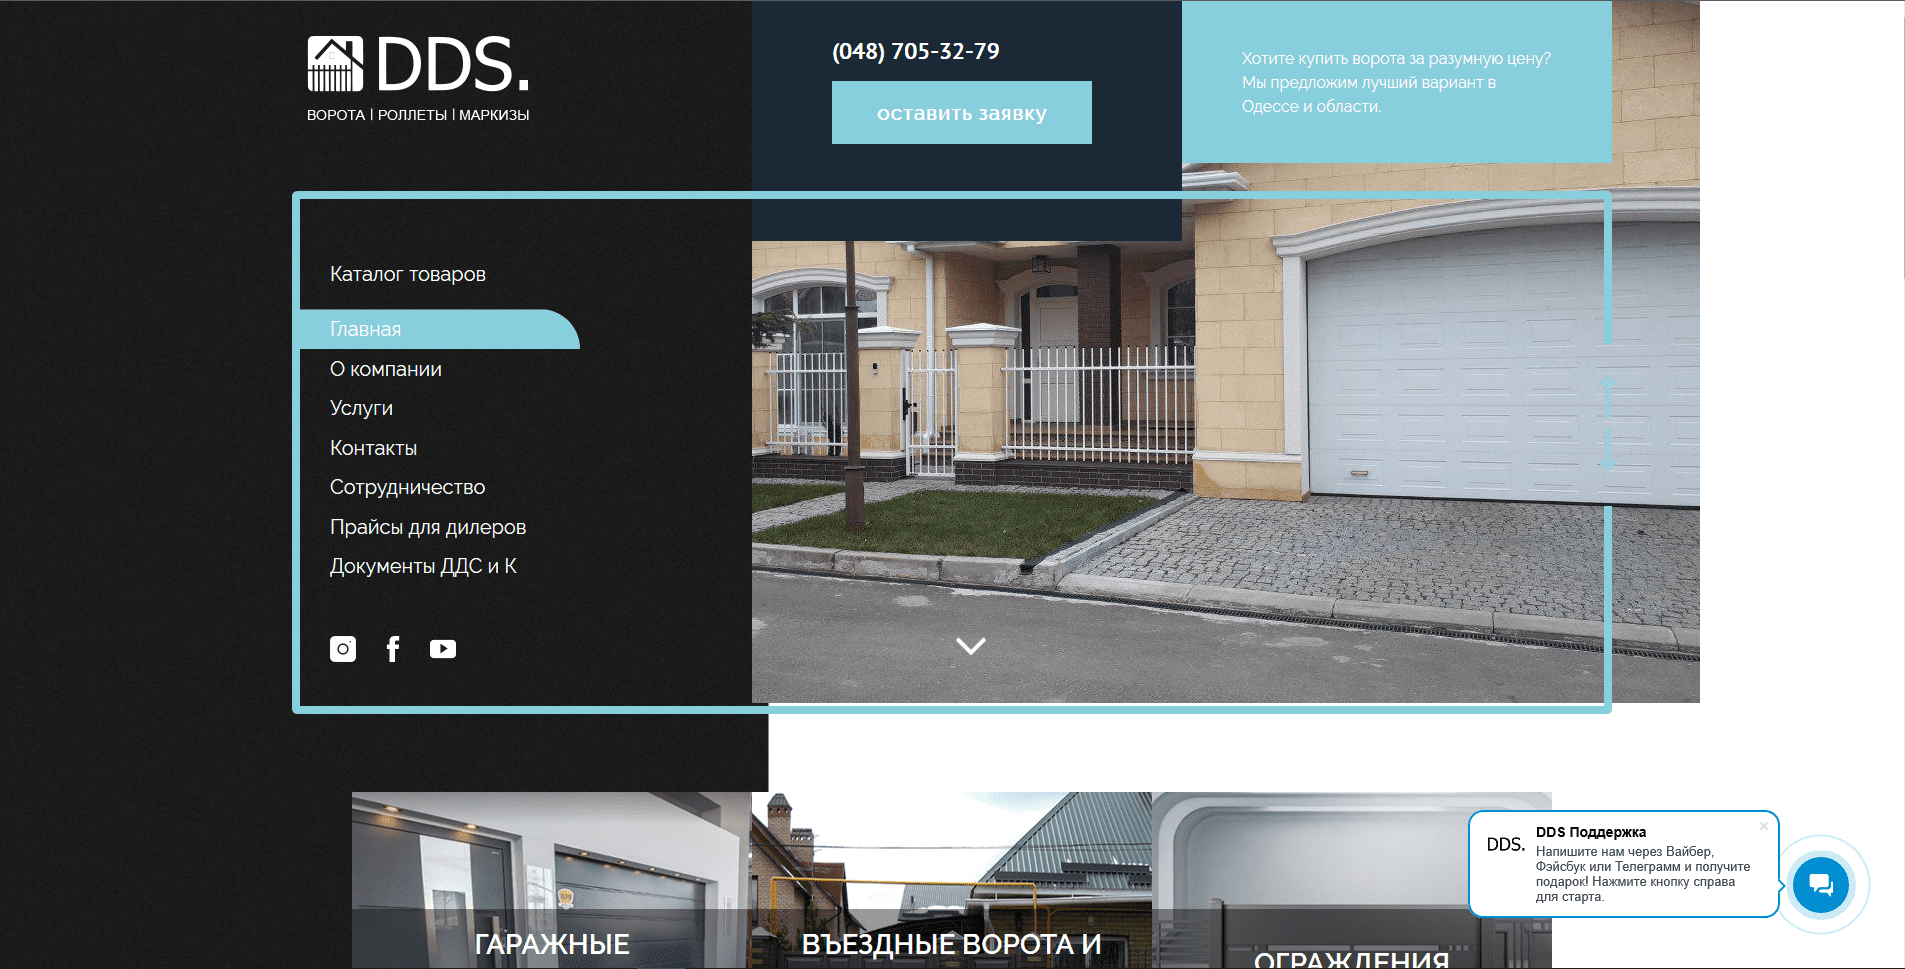 DDS.
ВОРОТА | РОЛЛЕТЫ | МАРКИЗЫ
(048) 705-32-79
оставить заявку
Хотите купить ворота за разумную цену?
Мы предложим лучший вариант в
Одессе и области.
Каталог товаров
Главная
О компании
Услуги
Контакты
Сотрудничество
Прайсы для дилеров
Документы ДДС и К
ГАРАЖНЫЕ
ВЪЕЗДНЫЕ ВОРОТА И
ОГРАЖДЕНИЯ
DDS.
DDS Поддержка
Напишите нам через Вайбер,
Фэйсбук или Телеграмм и получите
подарок! Нажмите кнопку справа
для старта.